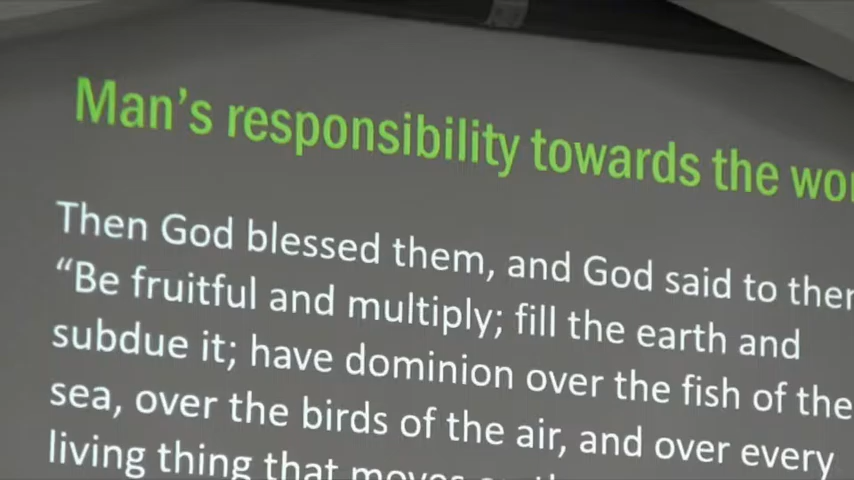 Man's responsibility towards the
Then God blessed them, and God said to
"Be fruitful and multiply; fill the earth and
subdue it; have dominion over the fish of the
sea, over the birds of the air, and over every
living thing that moves